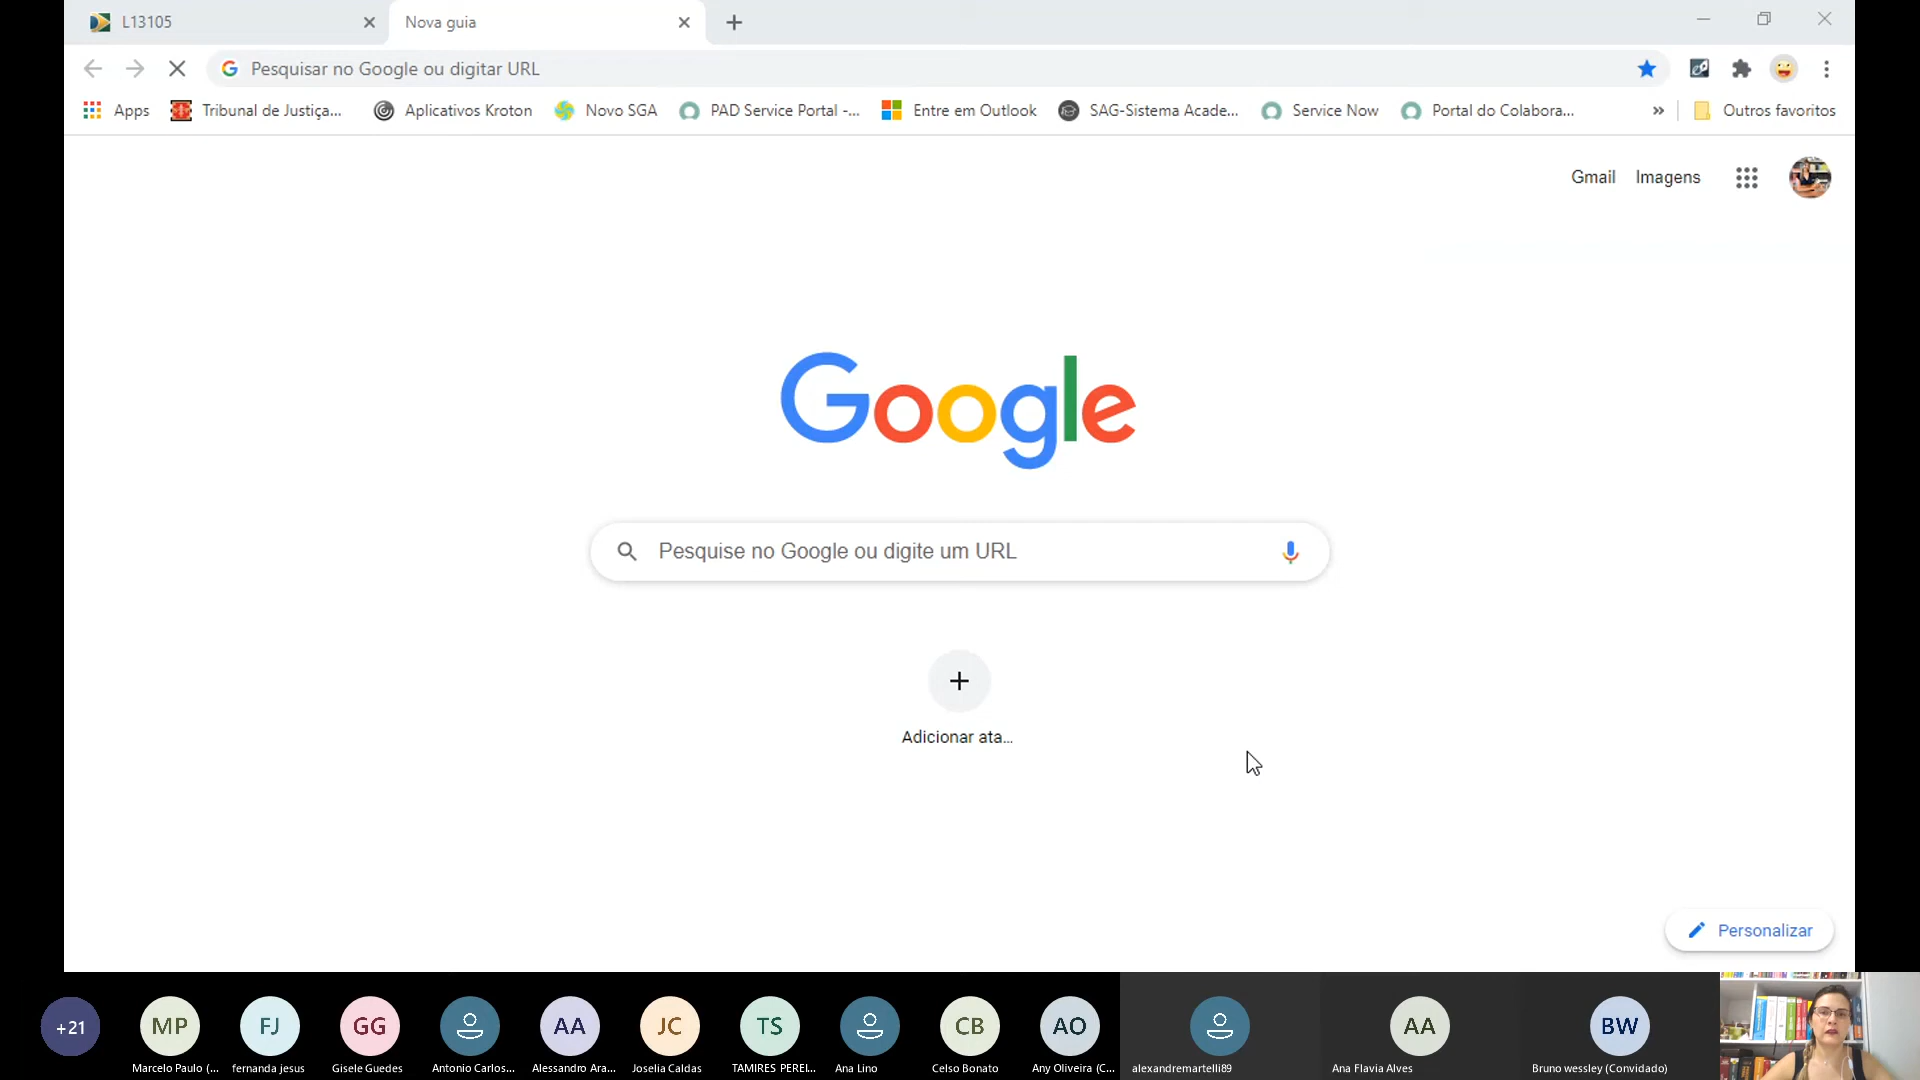 L13105
Nova guia
Pesquisar no Google ou digitar URL
Apps
Tribunal de Justiça...
Aplicativos Kroton
Novo SGA
PAD Service Portal -...
Entre em Outlook
SAG-Sistema Acade...
Service Now
Portal do Colabora...
»
Outros favoritos
Gmail
Imagens
Google
Pesquise no Google ou digite um URL
Adicionar ata...
Personalizar
+21
MP
FJ
GG
AA
JC
TS
CB
AO
AA
BW
Marcelo Paulo (...
fernanda jesus
Gisele Guedes
Antonio Carlos...
Alessandro Ara...
Joselia Caldas
TAMIRES PEREI...
Ana Lino
Celso Bonato
Any Oliveira (C...
alexandremartelli89
Ana Flavia Alves
Bruno wessley (Convidado)